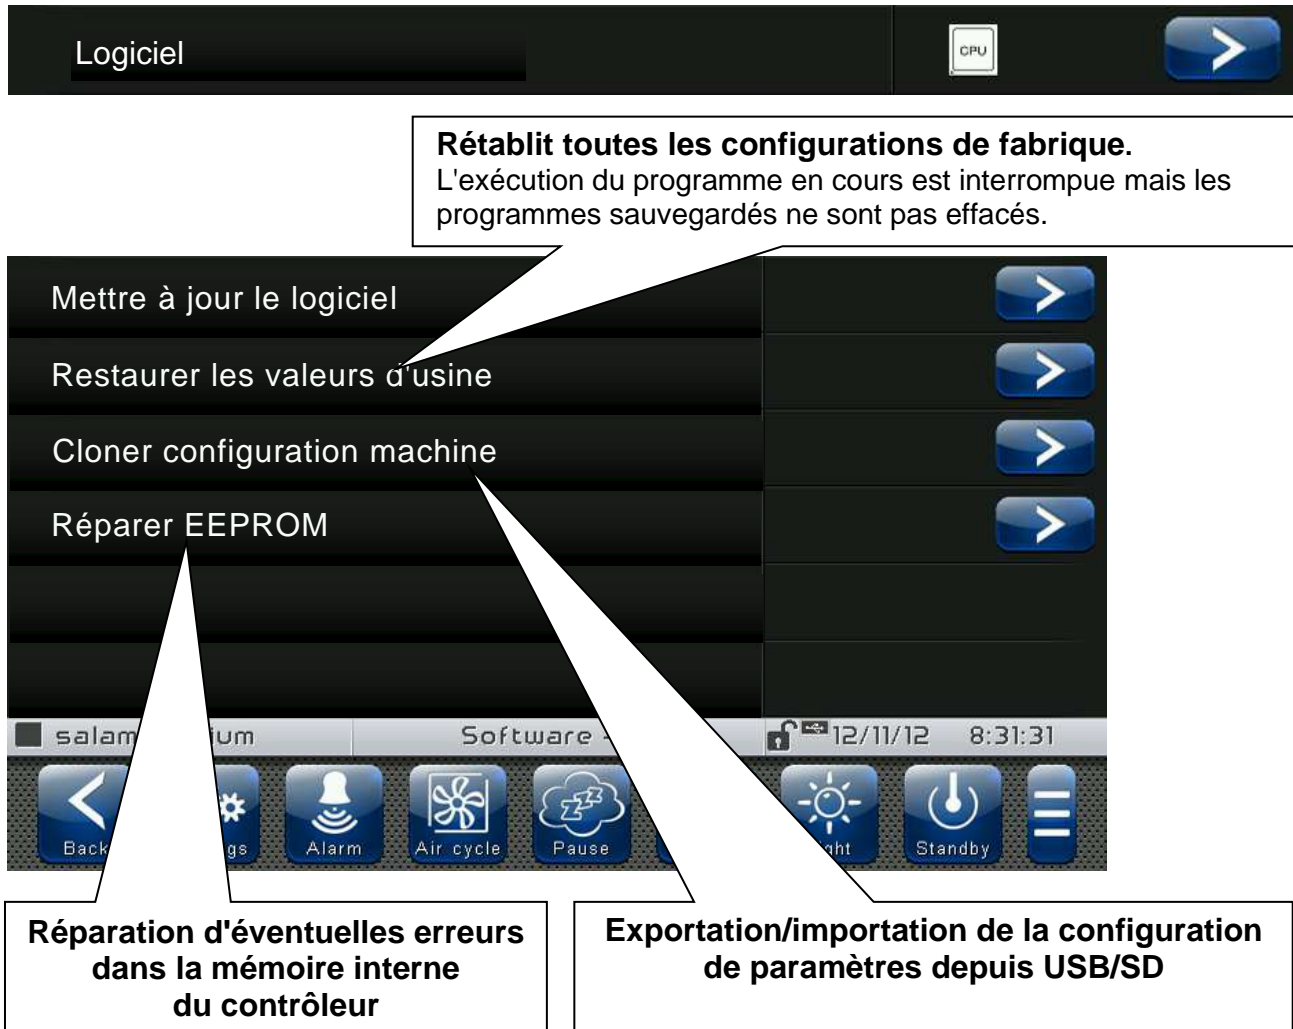 Logiciel
CPU
Rétablit toutes les configurations de fabrique.
L'exécution du programme en cours est interrompue mais les
programmes sauvegardés ne sont pas effacés.
Mettre à jour le logiciel
Restaurer les valeurs d'usine
Cloner configuration machine
Réparer EEPROM
Software -
12/11/12 8:31:31
Back
Alarm
Air cycle
Pause
zzz
Standby
Réparation d'éventuelles erreurs
dans la mémoire interne
du contrôleur
Exportation/importation de la configuration
de paramètres depuis USB/SD